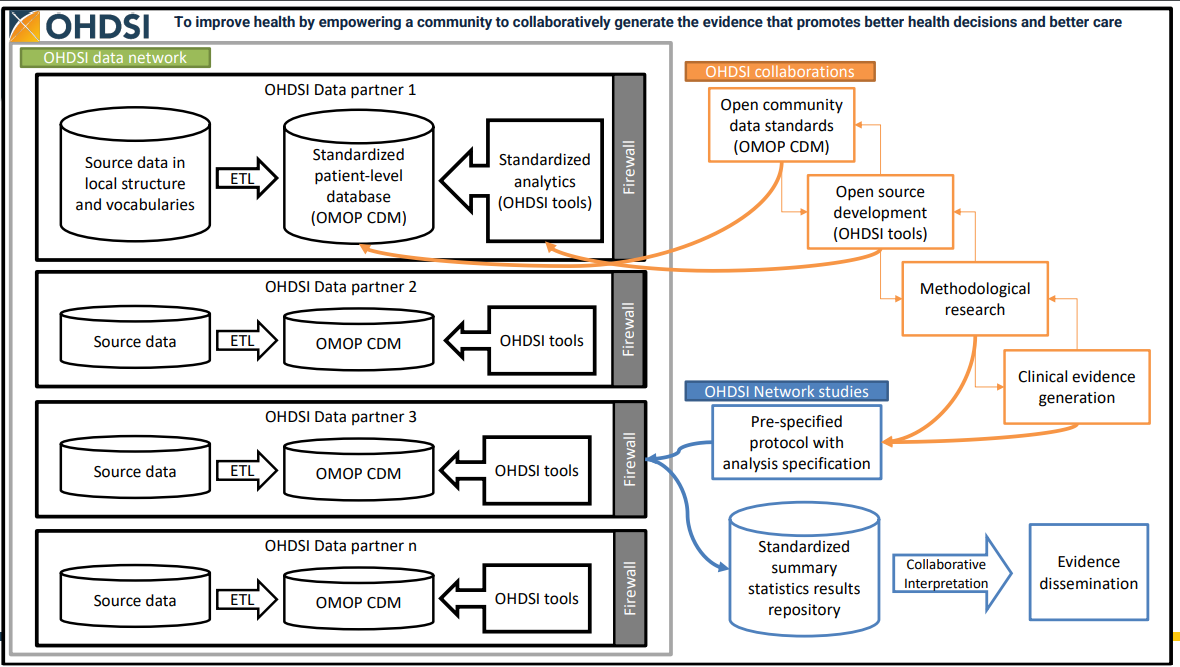 OHDSI
To improve health by empowering a community to collaboratively generate the evidence that promotes better health decisions and better care
OHDSI data network
OHDSI Data partner 1
Source data in
local structure
and vocabularies
ETL
Standardized
patient-level
database
(OMOP CDM)
Standardized
analytics
(OHDSI tools)
Firewall
OHDSI Data partner 2
Source data
ETL
OMOP CDM
OHDSI tools
Firewall
OHDSI Data partner 3
Source data
ETL
OMOP CDM
OHDSI tools
Firewall
OHDSI Data partner n
Source data
ETL
OMOP CDM
OHDSI tools
Firewall
OHDSI collaborations
Open community
data standards
(OMOP CDM)
Open source
development
(OHDSI tools)
Methodological
research
Clinical evidence
generation
OHDSI Network studies
Pre-specified
protocol with
analysis specification
Standardized
summary
statistics results
repository
Collaborative
Interpretation
Evidence
dissemination